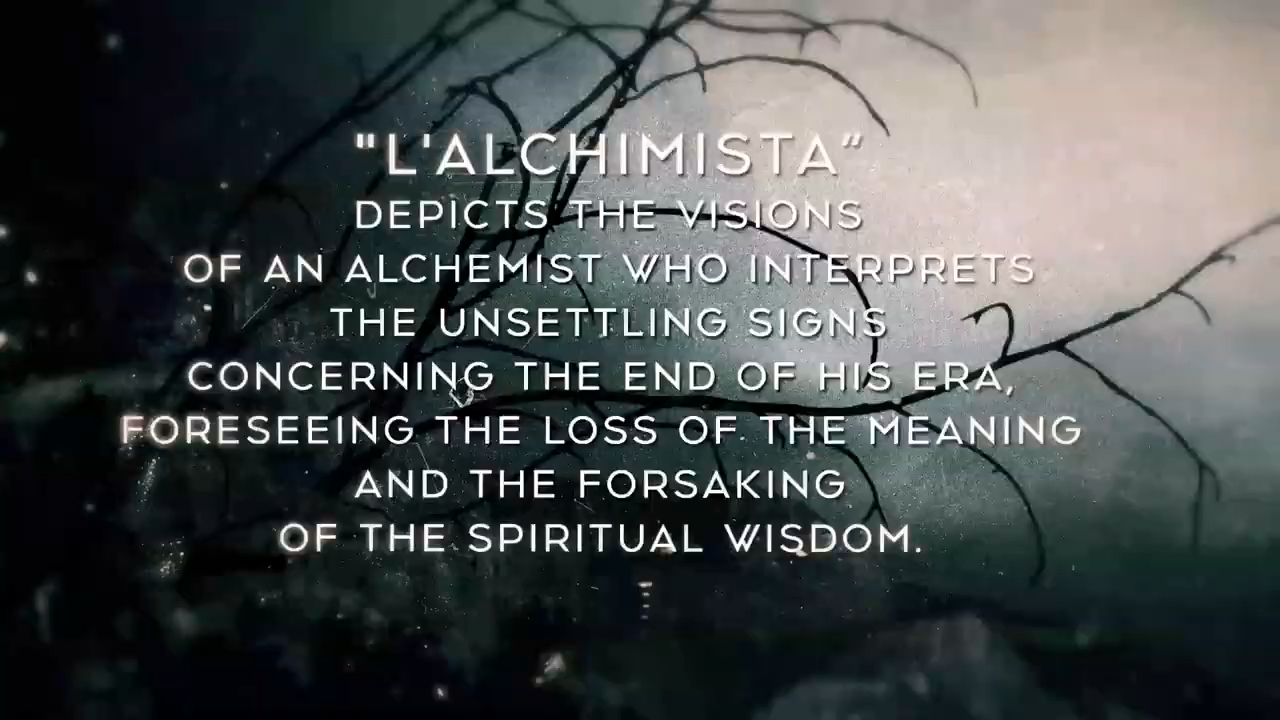 "L'ALCHIMISTA"
DEPICTS THE VISIONS
OF AN ALCHEMIST WHO INTERPRETS
THE UNSETTLING SIGNS
CONCERNING THE END OF HIS ERA,
FORESEEING THE LOSS OF THE MEANING
AND THE FORSAKING
OF THE SPIRITUAL WISDOM.